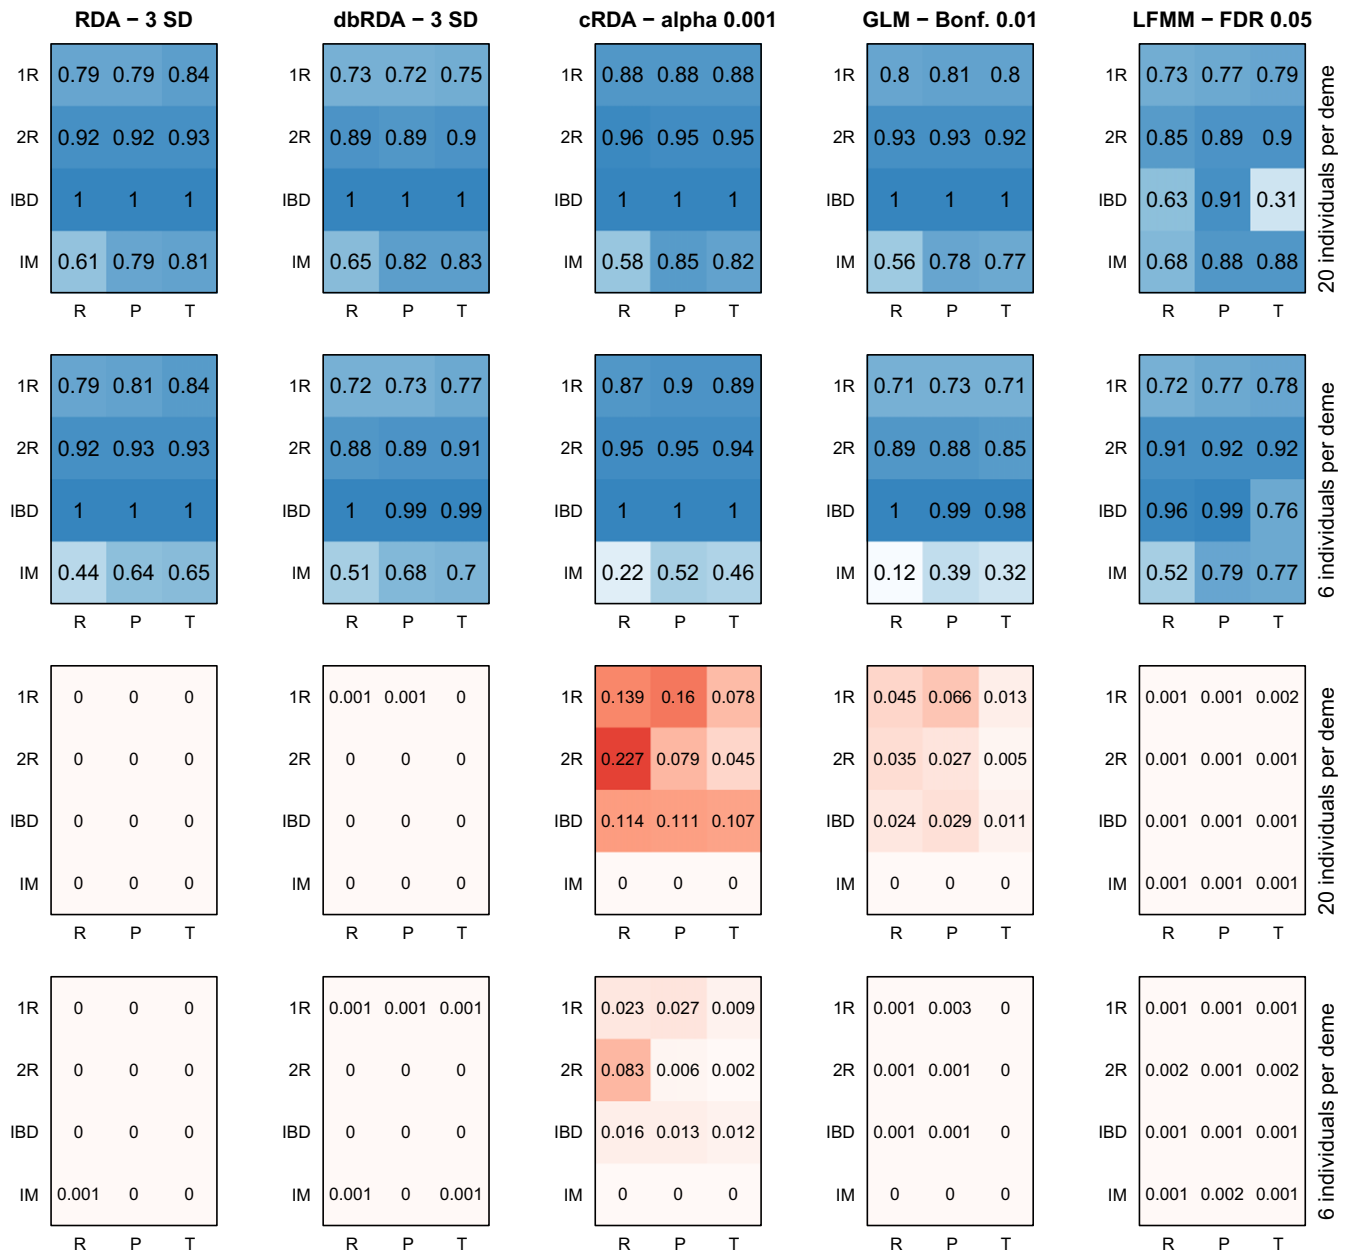 RDA − 3 SD dbRDA − 3 SD cRDA − alpha 0.001 GLM − Bonf. 0.01 LFMM − FDR 0.05
1R 0.79 0.79 0.84 1R 0.73 0.72 0.75 1R 0.88 0.88 0.88 1R 0.8 0.81 0.8 1R 0.73 0.77 0.79
2R 0.92 0.92 0.93 2R 0.89 0.89 0.9 2R 0.96 0.95 0.95 2R 0.93 0.93 0.92 2R 0.85 0.89 0.9
IBD 1 1 1 IBD 1 1 1 IBD 1 1 1 IBD 1 1 1 IBD 0.63 0.91 0.31
IM 0.61 0.79 0.81 IM 0.65 0.82 0.83 IM 0.58 0.85 0.82 IM 0.56 0.78 0.77 IM 0.68 0.88 0.88
R P T R P T R P T R P T R P T
20 individuals per deme
1R 0.79 0.81 0.84 1R 0.72 0.73 0.77 1R 0.87 0.9 0.89 1R 0.71 0.73 0.71 1R 0.72 0.77 0.78
2R 0.92 0.93 0.93 2R 0.88 0.89 0.91 2R 0.95 0.95 0.94 2R 0.89 0.88 0.85 2R 0.91 0.92 0.92
IBD 1 1 1 IBD 1 0.99 0.99 IBD 1 1 1 IBD 1 0.99 0.98 IBD 0.96 0.99 0.76
IM 0.44 0.64 0.65 IM 0.51 0.68 0.7 IM 0.22 0.52 0.46 IM 0.12 0.39 0.32 IM 0.52 0.79 0.77
R P T R P T R P T R P T R P T
6 individuals per deme
1R 0 0 0 1R 0.001 0.001 0 1R 0.139 0.16 0.078 1R 0.045 0.066 0.013 1R 0.001 0.001 0.002
2R 0 0 0 2R 0 0 0 2R 0.227 0.079 0.045 2R 0.035 0.027 0.005 2R 0.001 0.001 0.001
IBD 0 0 0 IBD 0 0 0 IBD 0.114 0.111 0.107 IBD 0.024 0.029 0.011 IBD 0.001 0.001 0.001
IM 0 0 0 IM 0 0 0 IM 0 0 0 IM 0 0 0 IM 0.001 0.001 0.001
R P T R P T R P T R P T R P T
20 individuals per deme
1R 0 0 0 1R 0.001 0.001 0.001 1R 0.023 0.027 0.009 1R 0.001 0.003 0 1R 0.001 0.001 0.001
2R 0 0 0 2R 0 0 0 2R 0.083 0.006 0.002 2R 0.001 0.001 0 2R 0.002 0.001 0.002
IBD 0 0 0 IBD 0 0 0 IBD 0.016 0.013 0.012 IBD 0.001 0.001 0 IBD 0.001 0.001 0.001
IM 0.001 0 0 IM 0.001 0 0.001 IM 0 0 0 IM 0 0 0 IM 0.001 0.002 0.001
R P T R P T R P T R P T R P T
6 individuals per deme